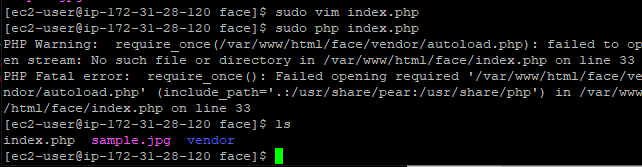 [ec2-user@ip-172-31-28-120 face]$ sudo vim index.php
[ec2-user@ip-172-31-28-120 face]$ sudo php index.php
PHP Warning:  require_once(/var/www/html/face/vendor/autoload.php): failed to op
en stream: No such file or directory in /var/www/html/face/index.php on line 33
PHP Fatal error:  require_once(): Failed opening required '/var/www/html/face/ve
ndor/autoload.php' (include_path='.:/usr/share/pear:/usr/share/php') in /var/www
/html/face/index.php on line 33
[ec2-user@ip-172-31-28-120 face]$ ls
index.php  sample.jpg  vendor
[ec2-user@ip-172-31-28-120 face]$